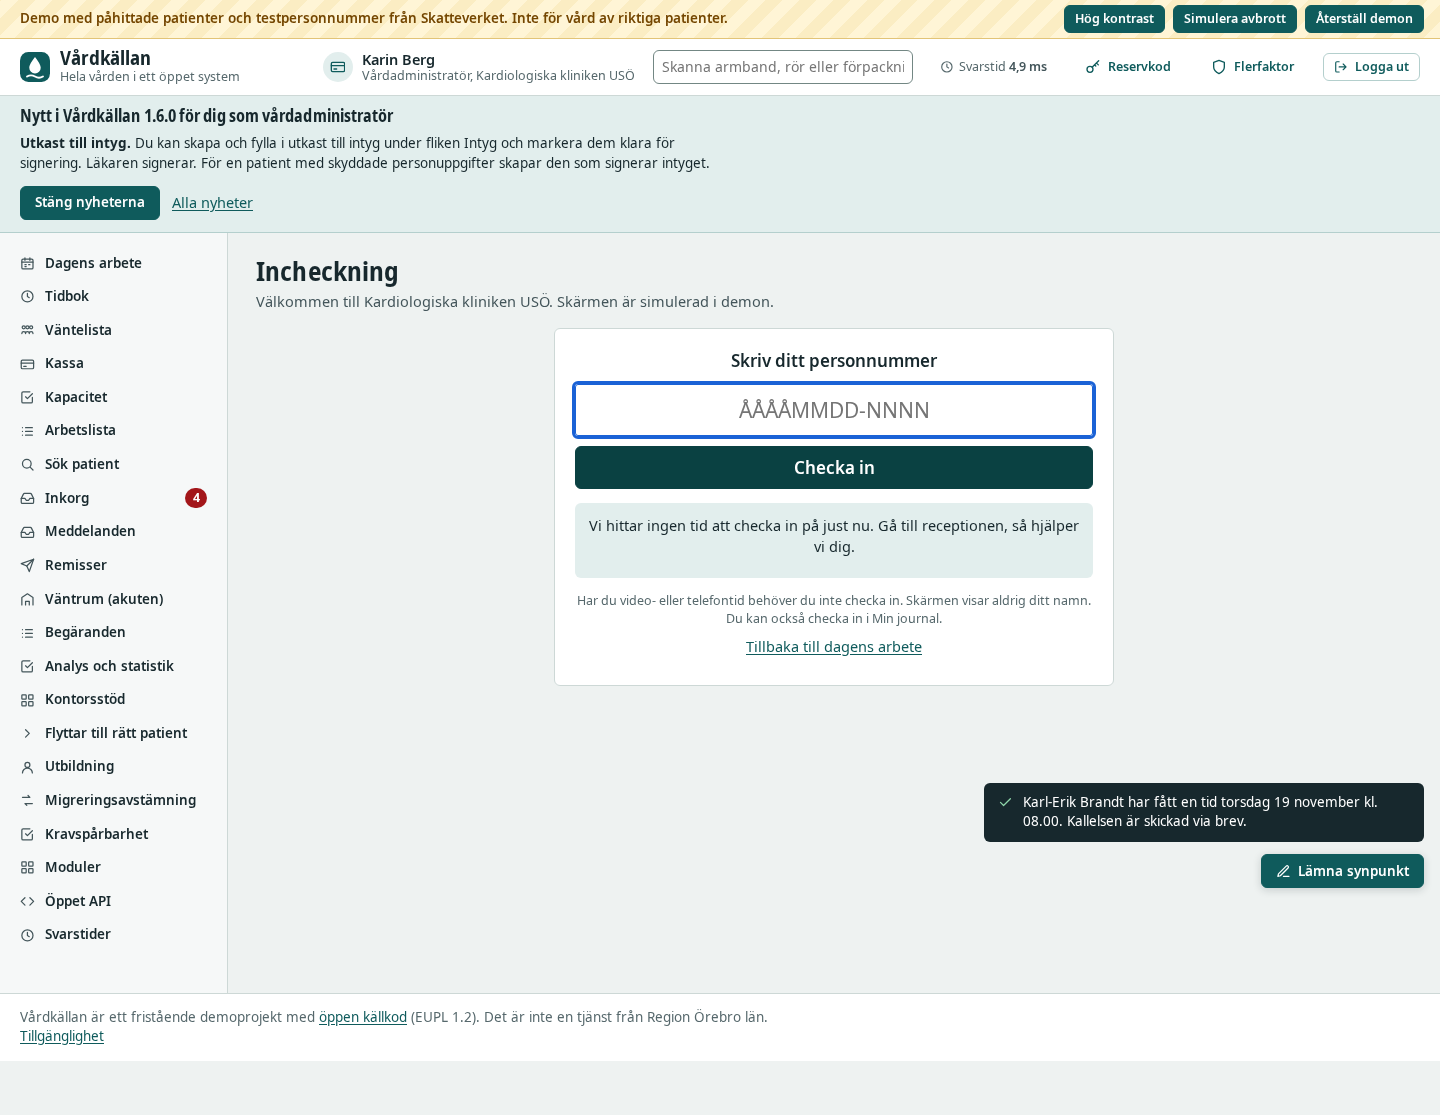 Demo med påhittade patienter och testpersonnummer från Skatteverket. Inte för vård av riktiga patienter.
Hög kontrast
Simulera avbrott
Återställ demon
Vårdkällan
Hela vården i ett öppet system
Karin Berg
Vårdadministratör, Kardiologiska kliniken USÖ
Skanna armband, rör eller förpackni
Svarstid 4,9 ms
Reservkod
Flerfaktor
Logga ut
Nytt i Vårdkällan 1.6.0 för dig som vårdadministratör
Utkast till intyg. Du kan skapa och fylla i utkast till intyg under fliken Intyg och markera dem klara för
signering. Läkaren signerar. För en patient med skyddade personuppgifter skapar den som signerar intyget.
Stäng nyheterna
Alla nyheter
Dagens arbete
Tidbok
Väntelista
Kassa
Kapacitet
Arbetslista
Sök patient
Inkorg 4
Meddelanden
Remisser
Väntrum (akuten)
Begäranden
Analys och statistik
Kontorsstöd
Flyttar till rätt patient
Utbildning
Migreringsavstämning
Kravspårbarhet
Moduler
Öppet API
Svarstider
Incheckning
Välkommen till Kardiologiska kliniken USÖ. Skärmen är simulerad i demon.
Skriv ditt personnummer
ÅÅÅÅMMDD-NNNN
Checka in
Vi hittar ingen tid att checka in på just nu. Gå till receptionen, så hjälper
vi dig.
Har du video- eller telefontid behöver du inte checka in. Skärmen visar aldrig ditt namn.
Du kan också checka in i Min journal.
Tillbaka till dagens arbete
Karl-Erik Brandt har fått en tid torsdag 19 november kl.
08.00. Kallelsen är skickad via brev.
Lämna synpunkt
Vårdkällan är ett fristående demoprojekt med öppen källkod (EUPL 1.2). Det är inte en tjänst från Region Örebro län.
Tillgänglighet